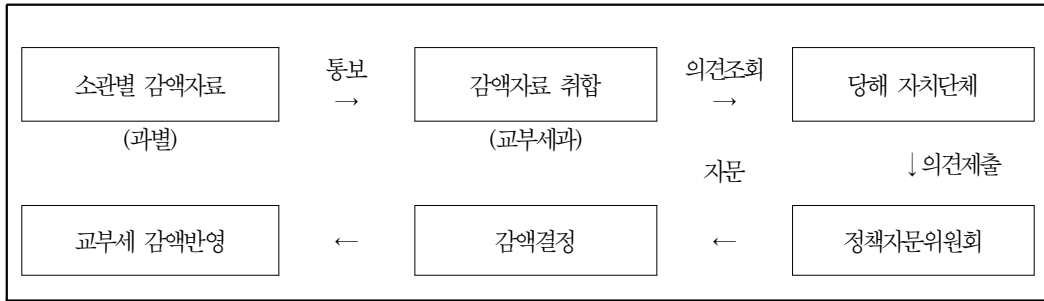 소관별 감액자료 통보 → 감액자료 취합 의견조회 → 당해 자치단체
(과별) (교부세과)
자문 ↓의견제출
교부세 감액반영 ← 감액결정 ← 정책자문위원회